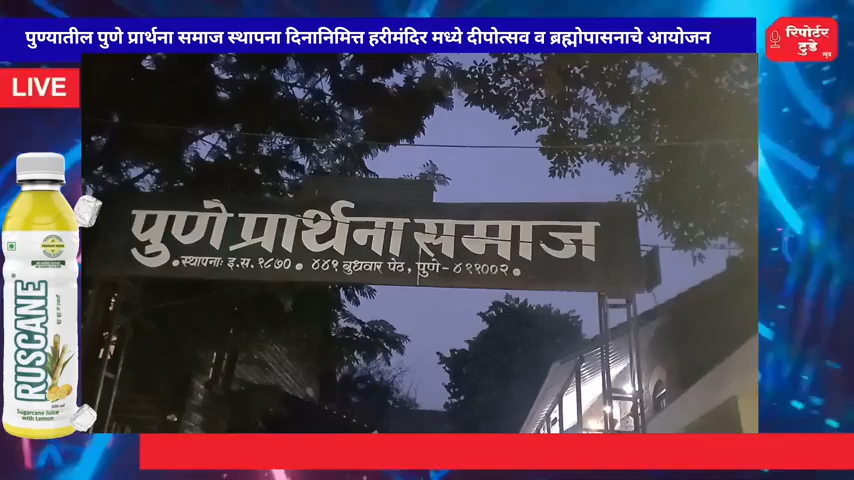 पुण्यातील पुणे प्रार्थना समाज स्थापना दिनानिमित्त हरीमंदिर मध्ये दीपोत्सव व ब्रह्मोपासनाचे आयोजन
रिपोर्टर
टुडे
LIVE
पुणे प्रार्थना समाज
•स्थापनाः इ.स. १८७० • ४४१ बुधवार पेठ, पुणे-४११००२•
RUSCANE
Sugarcane Juice
with Lemon